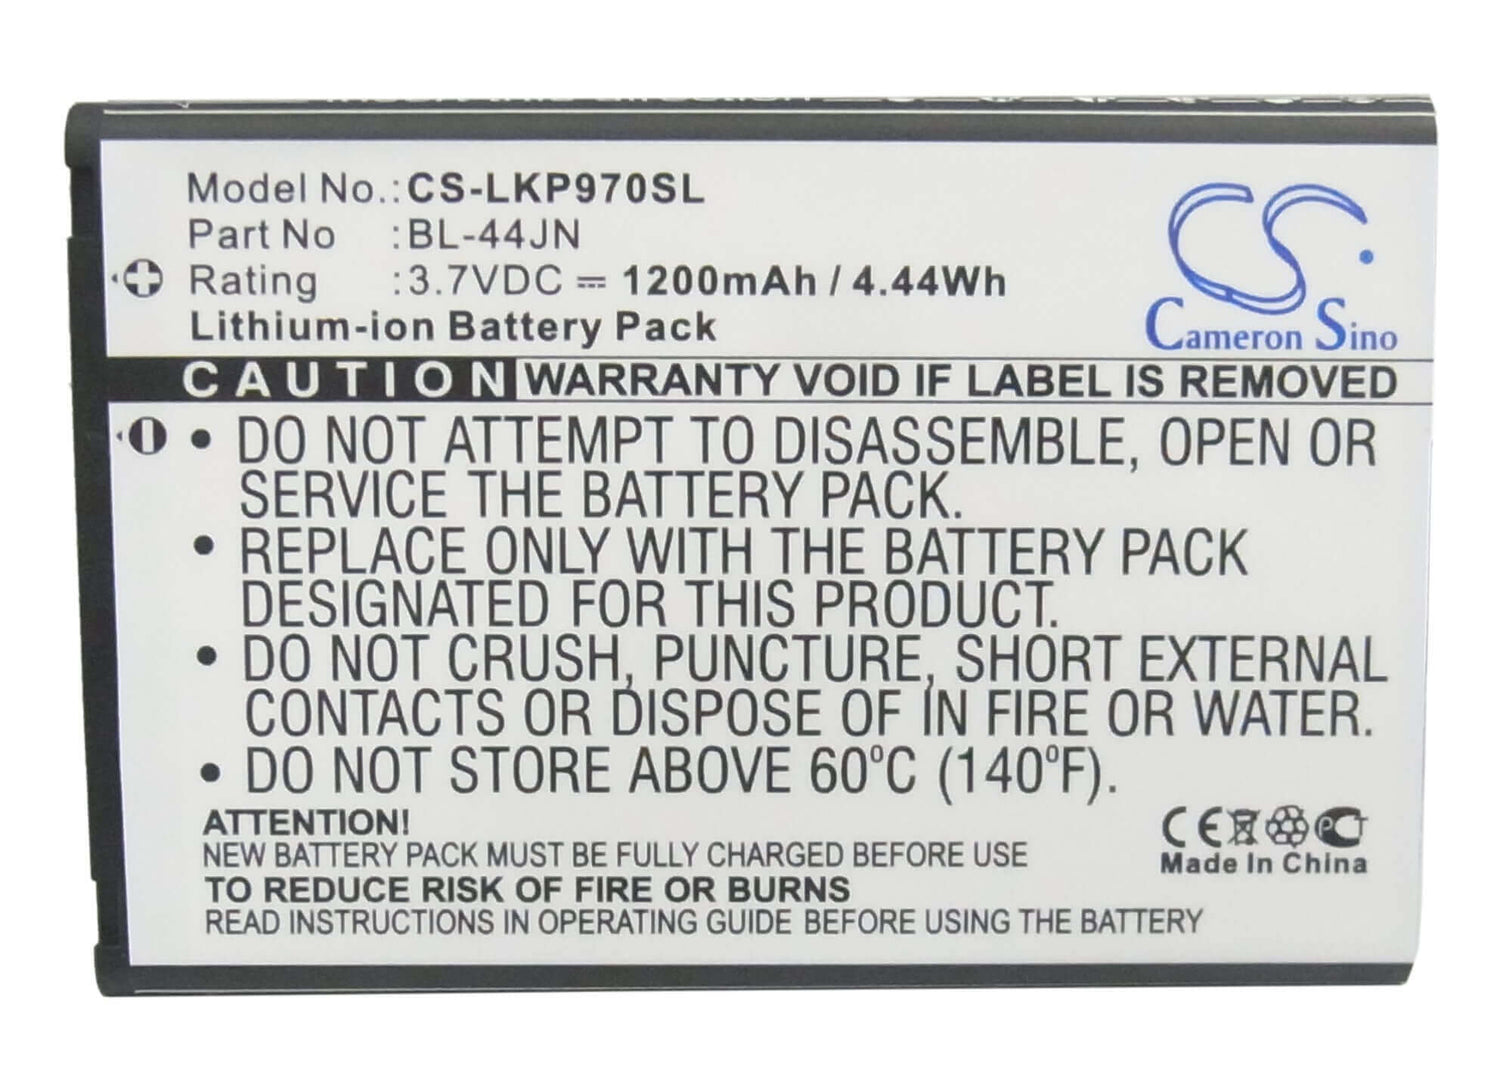 Model No.: CS-LKP970SL
Part No : BL-44JN
Rating : 3.7VDC ⎓ 1200mAh / 4.44Wh
Lithium-ion Battery Pack
CS
Cameron Sino
CAUTION WARRANTY VOID IF LABEL IS REMOVED
• DO NOT ATTEMPT TO DISASSEMBLE, OPEN OR
SERVICE THE BATTERY PACK.
• REPLACE ONLY WITH THE BATTERY PACK
DESIGNATED FOR THIS PRODUCT.
• DO NOT CRUSH, PUNCTURE, SHORT EXTERNAL
CONTACTS OR DISPOSE OF IN FIRE OR WATER.
• DO NOT STORE ABOVE 60°C (140°F).
ATTENTION!
NEW BATTERY PACK MUST BE FULLY CHARGED BEFORE USE
TO REDUCE RISK OF FIRE OR BURNS
READ INSTRUCTIONS IN OPERATING GUIDE BEFORE USING THE BATTERY
CE
Made In China